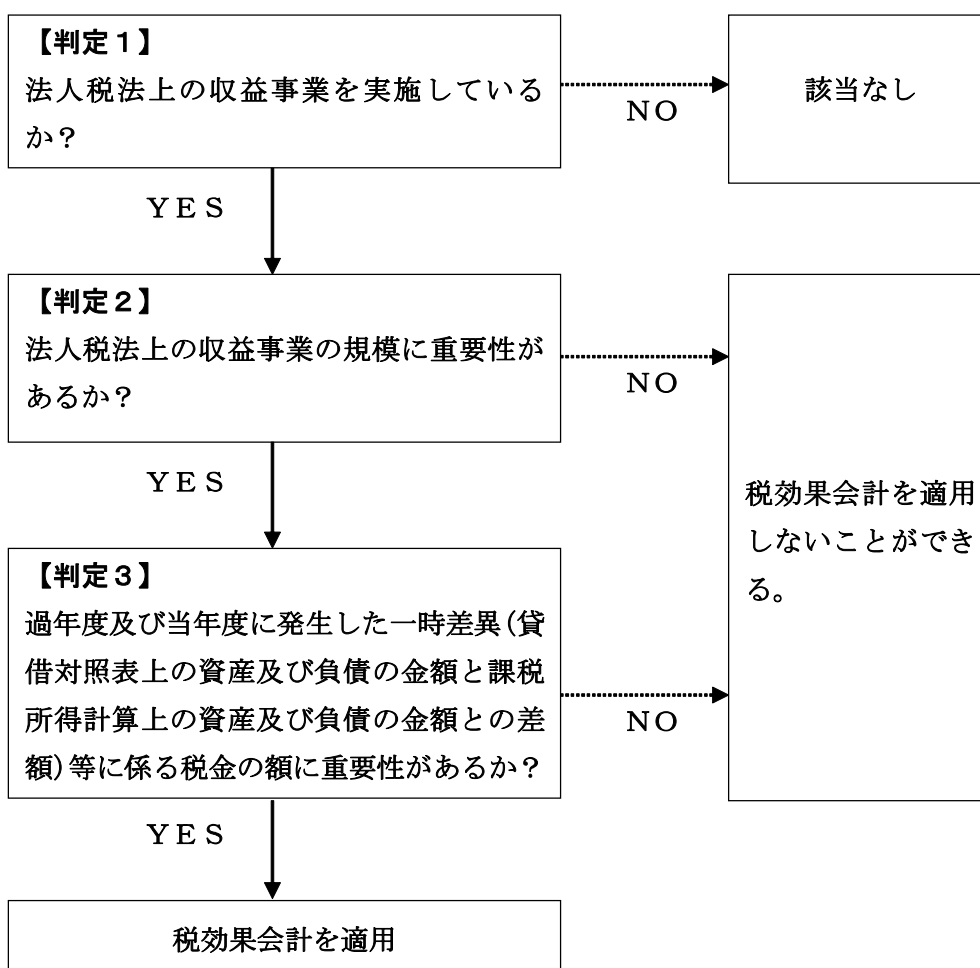 【判定１】
法人税法上の収益事業を実施している
か？
ＮＯ
該当なし
ＹＥＳ
【判定２】
法人税法上の収益事業の規模に重要性が
あるか？
ＮＯ
ＹＥＳ
税効果会計を適用
しないことができ
る。
【判定３】
過年度及び当年度に発生した一時差異（貸
借対照表上の資産及び負債の金額と課税
所得計算上の資産及び負債の金額との差
額）等に係る税金の額に重要性があるか？
ＮＯ
ＹＥＳ
税効果会計を適用